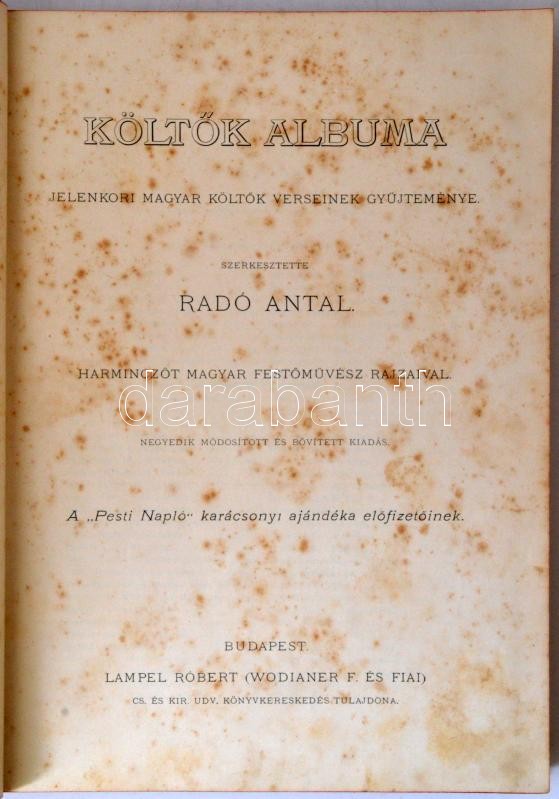 KÖLTŐK ALBUMA
JELENKORI MAGYAR KÖLTŐK VERSEINEK GYŰJTEMÉNYE.
SZERKESZTETTE
RADÓ ANTAL.
HARMINCZÖT MAGYAR FESTŐMŰVÉSZ RAJZAIVAL.
darabanth
NEGYEDIK MÓDOSÍTOTT ÉS BŐVÍTETT KIADÁS.
A „Pesti Napló" karácsonyi ajándéka előfizetőinek.
BUDAPEST.
LAMPEL RÓBERT (WODIANER F. ÉS FIAI)
CS. ÉS KIR. UDV. KÖNYVKERESKEDÉS TULAJDONA.